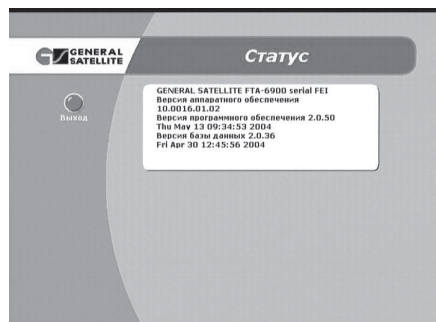 GENERAL
SATELLITE
Статус
Выход
GENERAL SATELLITE FTA-6900 serial FEI
Версия аппаратного обеспечения
10.0016.01.02
Версия программного обеспечения 2.0.50
Thu May 13 09:34:53 2004
Версия базы данных 2.0.36
Fri Apr 30 12:45:56 2004